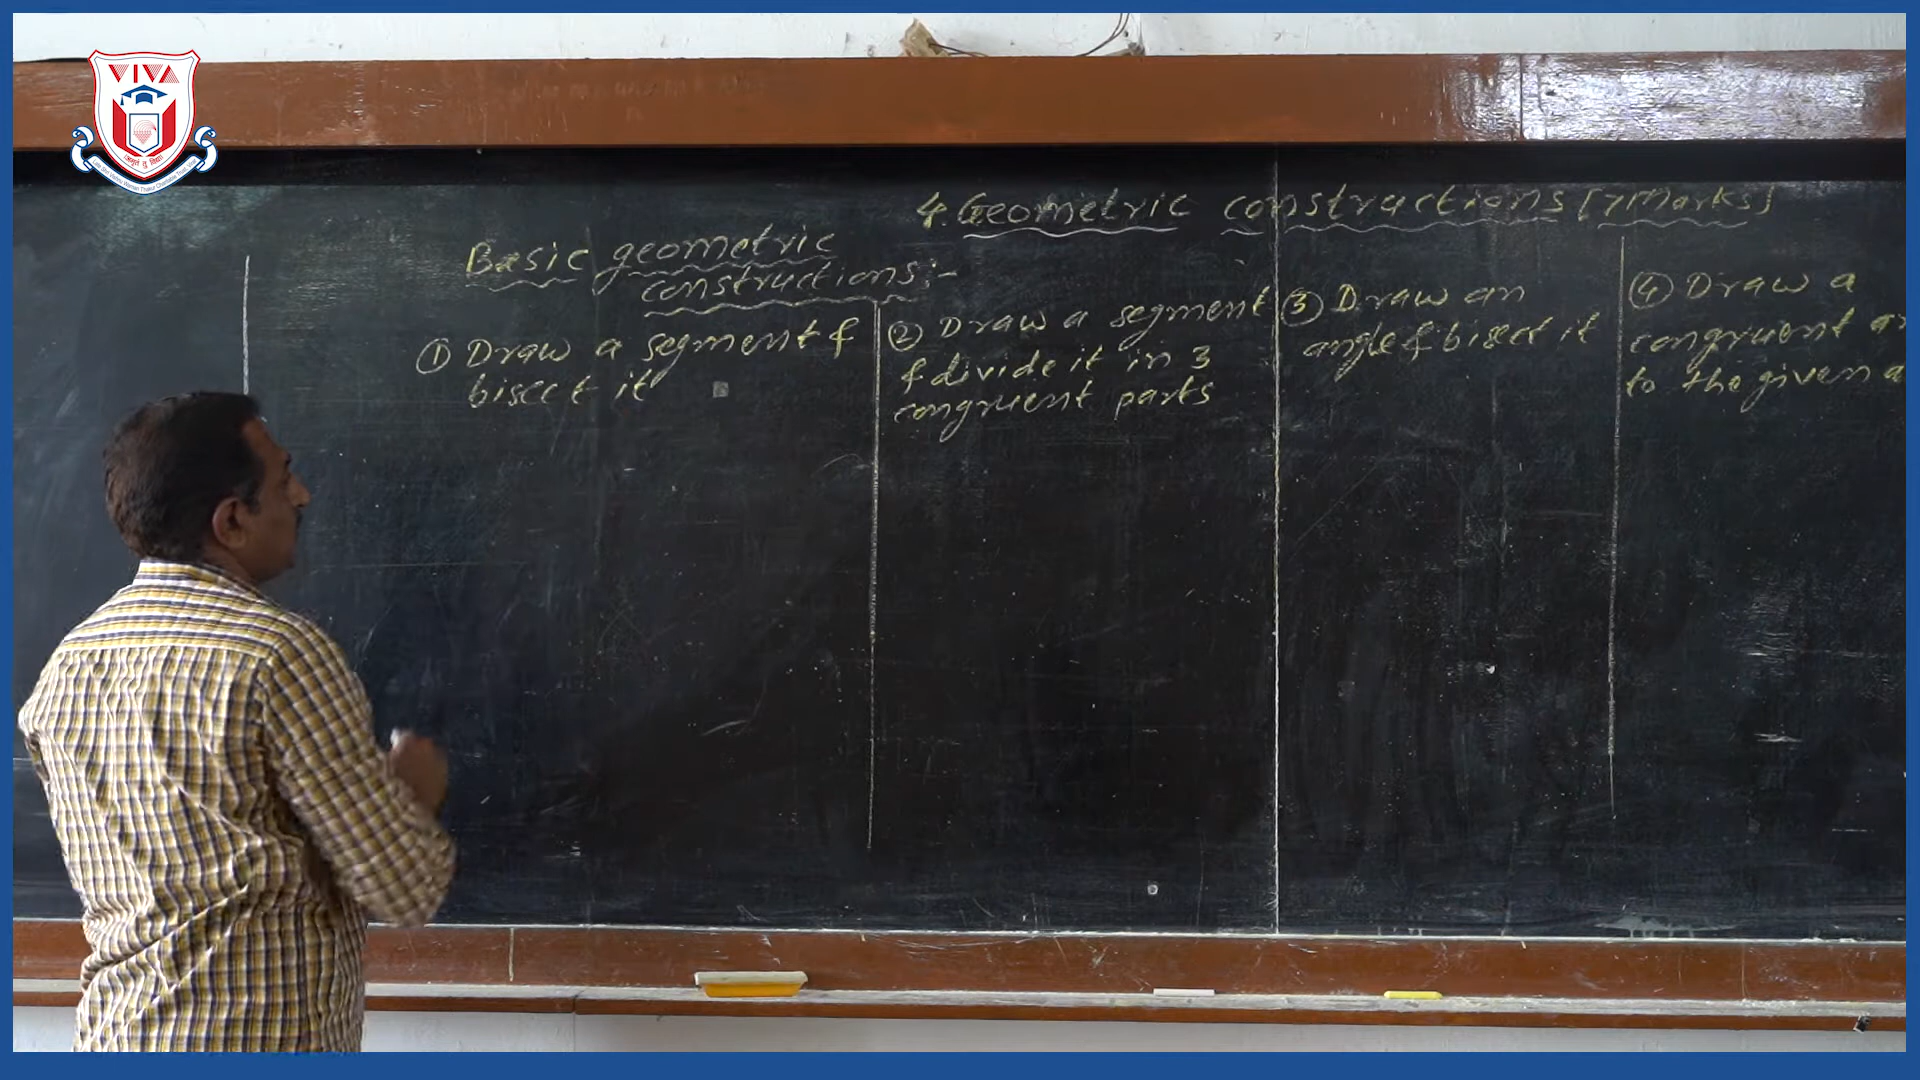 VIVA
4. Geometric constructions [7 Marks]
Basic geometric
constructions:-
① Draw a segment &
bisect it
② Draw a segment
& divide it in 3
congruent parts
③ Draw an
angle & bisect it
④ Draw a
congruent
to the given